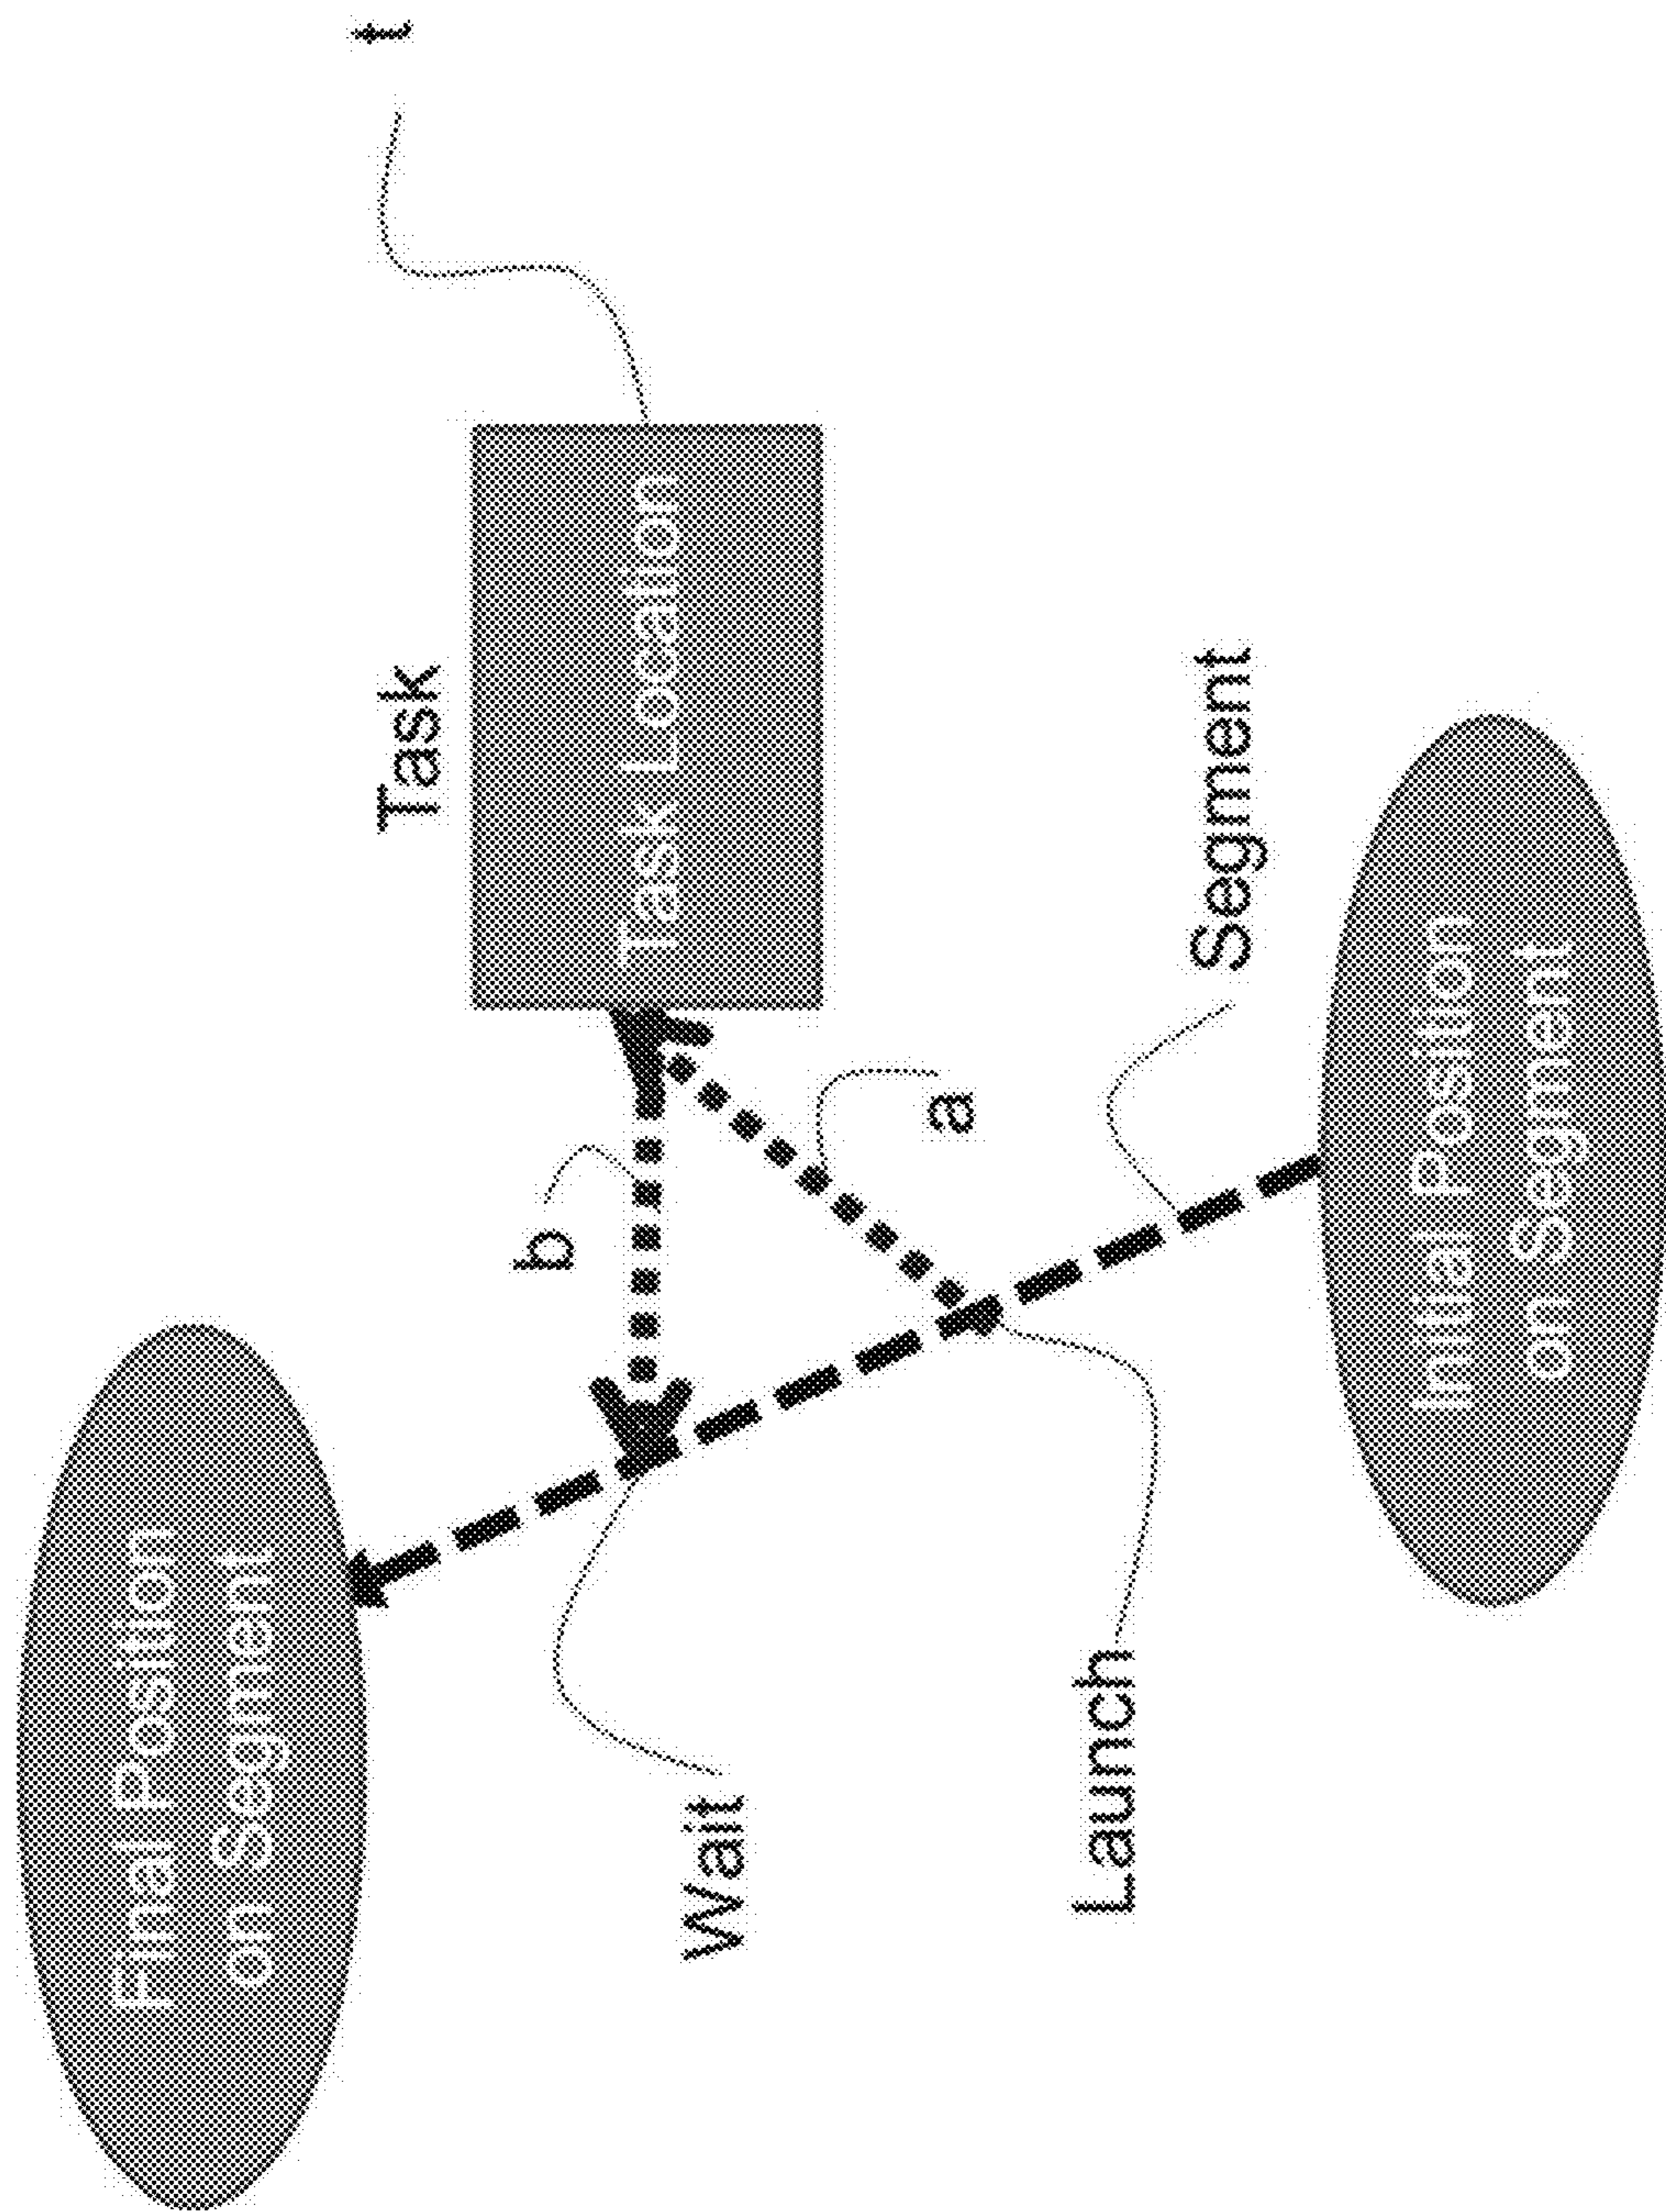 Final Position
on Segment
Wait
Launch
b
a
Task
Task Location
t
Segment
Initial Position
on Segment